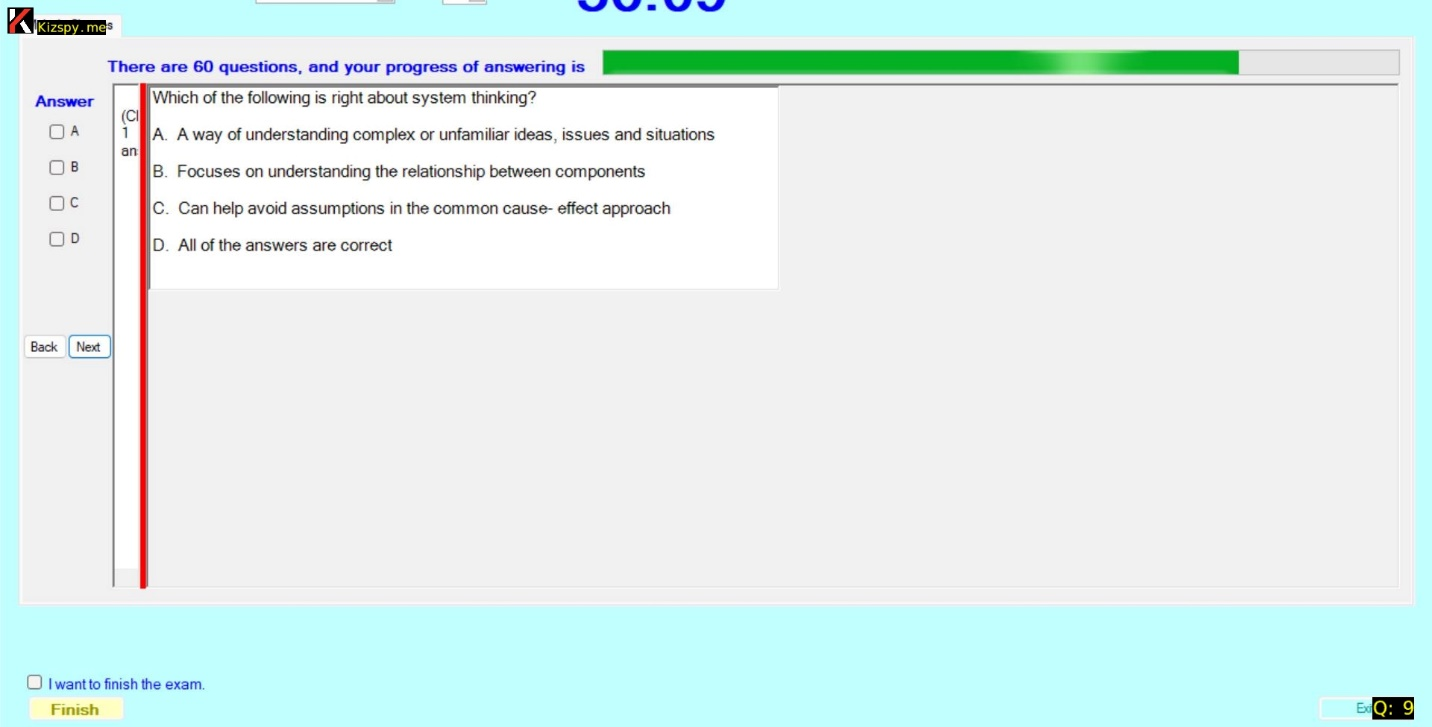 Kizspy.me
There are 60 questions, and your progress of answering is
Answer
A
B
C
D
(Cl
1
an
Which of the following is right about system thinking?
A. A way of understanding complex or unfamiliar ideas, issues and situations
B. Focuses on understanding the relationship between components
C. Can help avoid assumptions in the common cause- effect approach
D. All of the answers are correct
Back Next
I want to finish the exam.
Finish
Q: 9